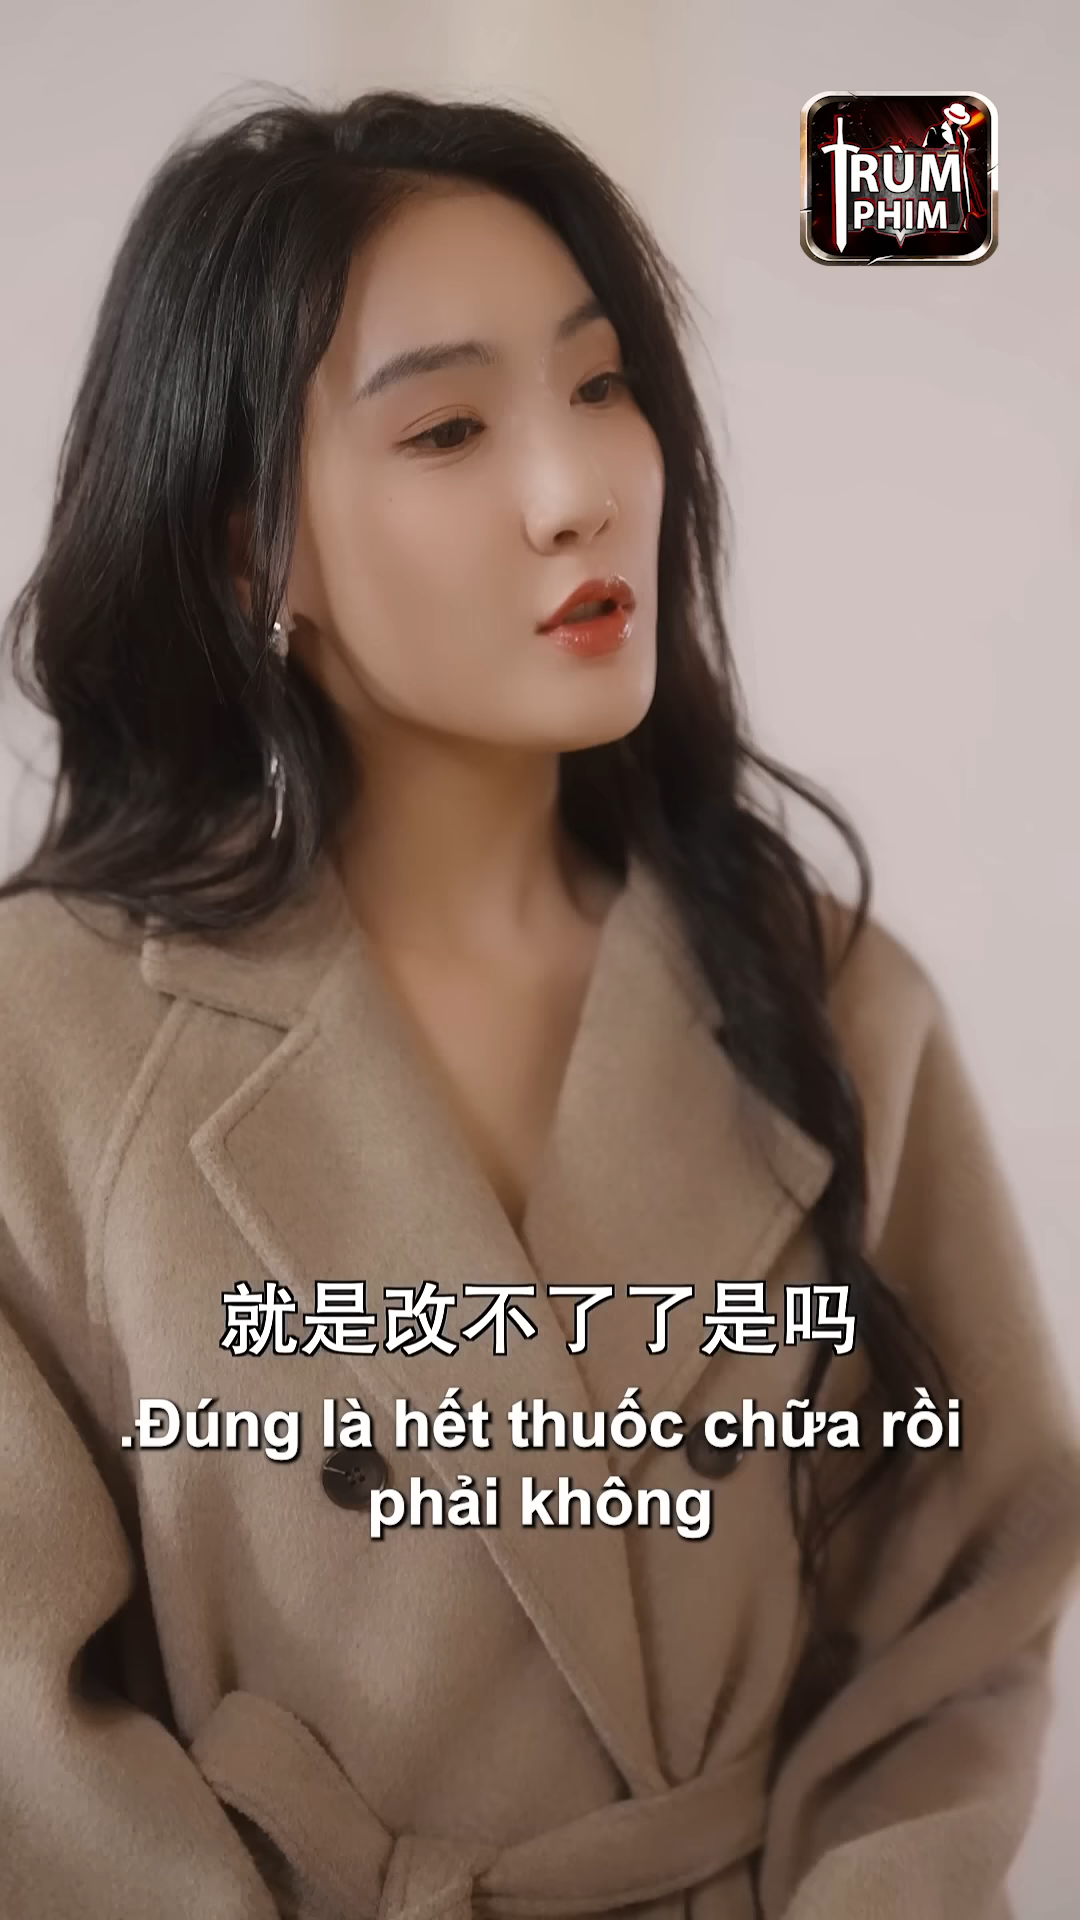 TRÙM
PHIM
就是改不了了是吗
.Đúng là hết thuốc chữa rồi
phải không